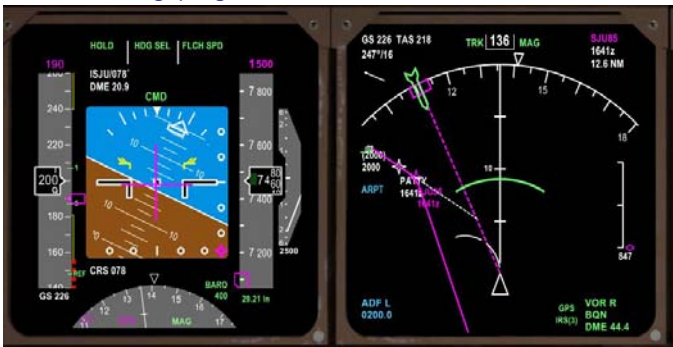 HOLD HDG SEL FLCH SPD
190
1500
ISJU/078°
DME 20.9
CMD
260
240
220
200
180
160
140
REF
GS 226
7 800
7 600
7 400
7 200
2500
10
10
10
10
CRS 078
BARO
400
29.21 In
11
12
13
14
15
16
17
MAG
GS 226 TAS 218
247°/16
TRK 136 MAG
SJU85
1641z
12.6 NM
12
15
18
(2000)
2000
PATTY
1641z
1641z
10
ARPT
847
ADF L
0200.0
GPS
IRS(3)
VOR R
BQN
DME 44.4